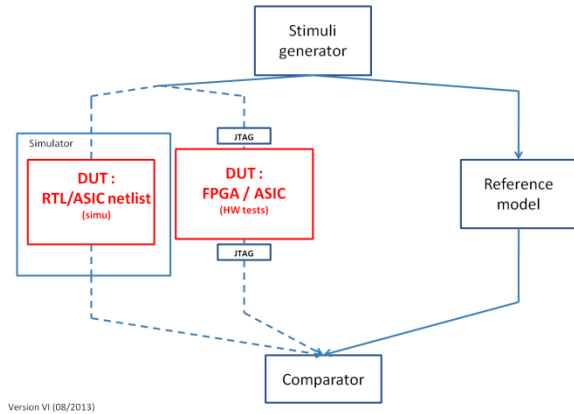 Stimuli
generator
JTAG
Simulator
DUT :
RTL/ASIC netlist
(simu)
DUT :
FPGA / ASIC
(HW tests)
Reference
model
JTAG
Comparator
Version VI (08/2013)